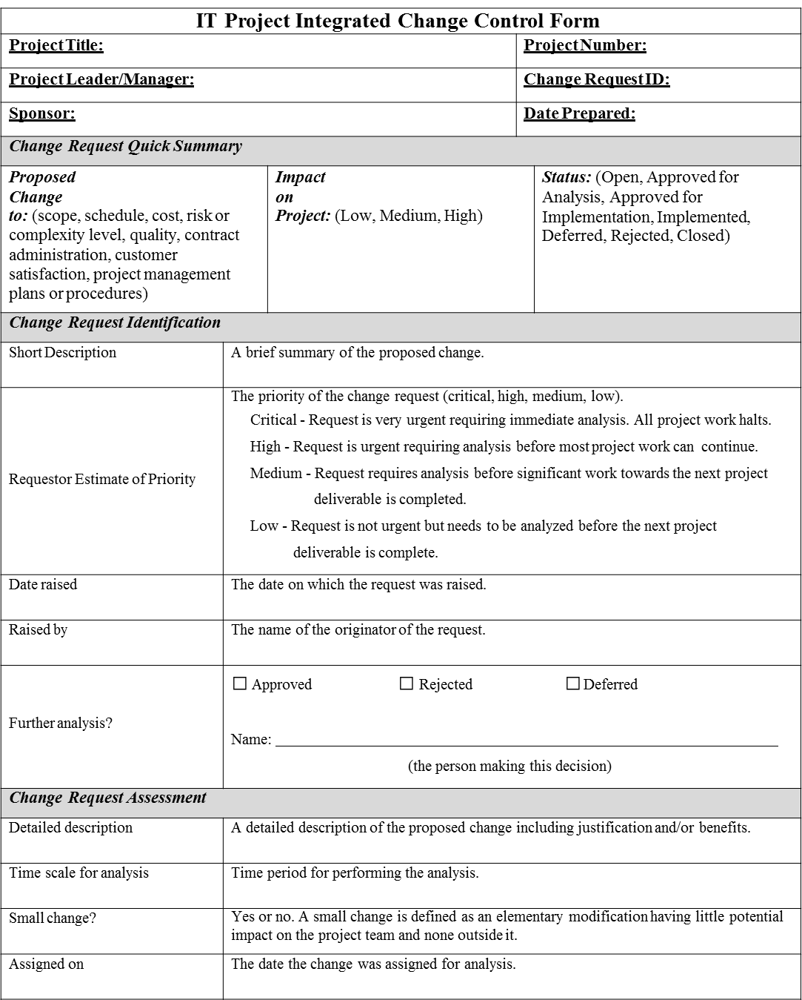 IT Project Integrated Change Control Form
Project Title:
Project Number:
Project Leader/Manager:
Change Request ID:
Sponsor:
Date Prepared:
Change Request Quick Summary
Proposed
Change
to: (scope, schedule, cost, risk or
complexity level, quality, contract
administration, customer
satisfaction, project management
plans or procedures)
Impact
on
Project: (Low, Medium, High)
Status: (Open, Approved for
Analysis, Approved for
Implementation, Implemented,
Deferred, Rejected, Closed)
Change Request Identification
Short Description
A brief summary of the proposed change.
Requestor Estimate of Priority
The priority of the change request (critical, high, medium, low).
Critical - Request is very urgent requiring immediate analysis. All project work halts.
High - Request is urgent requiring analysis before most project work can continue.
Medium - Request requires analysis before significant work towards the next project
deliverable is completed.
Low - Request is not urgent but needs to be analyzed before the next project
deliverable is complete.
Date raised
The date on which the request was raised.
Raised by
The name of the originator of the request.
Further analysis?
☐ Approved ☐ Rejected ☐ Deferred
Name:
(the person making this decision)
Change Request Assessment
Detailed description
A detailed description of the proposed change including justification and/or benefits.
Time scale for analysis
Time period for performing the analysis.
Small change?
Yes or no. A small change is defined as an elementary modification having little potential
impact on the project team and none outside it.
Assigned on
The date the change was assigned for analysis.